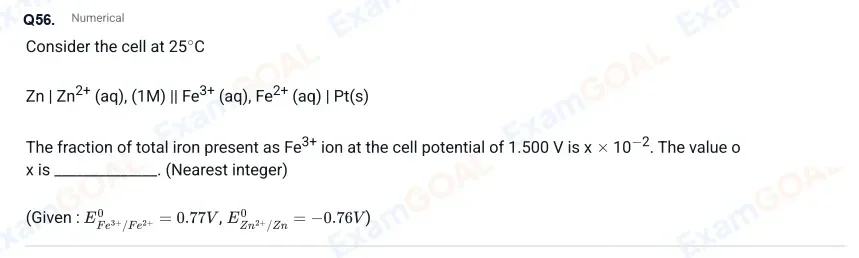 Q56. Numerical
Consider the cell at 25°C
Zn | Zn²⁺ (aq), (1M) || Fe³⁺ (aq), Fe²⁺ (aq) | Pt(s)
The fraction of total iron present as Fe³⁺ ion at the cell potential of 1.500 V is x × 10⁻². The value o
x is ____________. (Nearest integer)
(Given : E⁰Fe³⁺/Fe²⁺ = 0.77V, E⁰Zn²⁺/Zn = −0.76V)